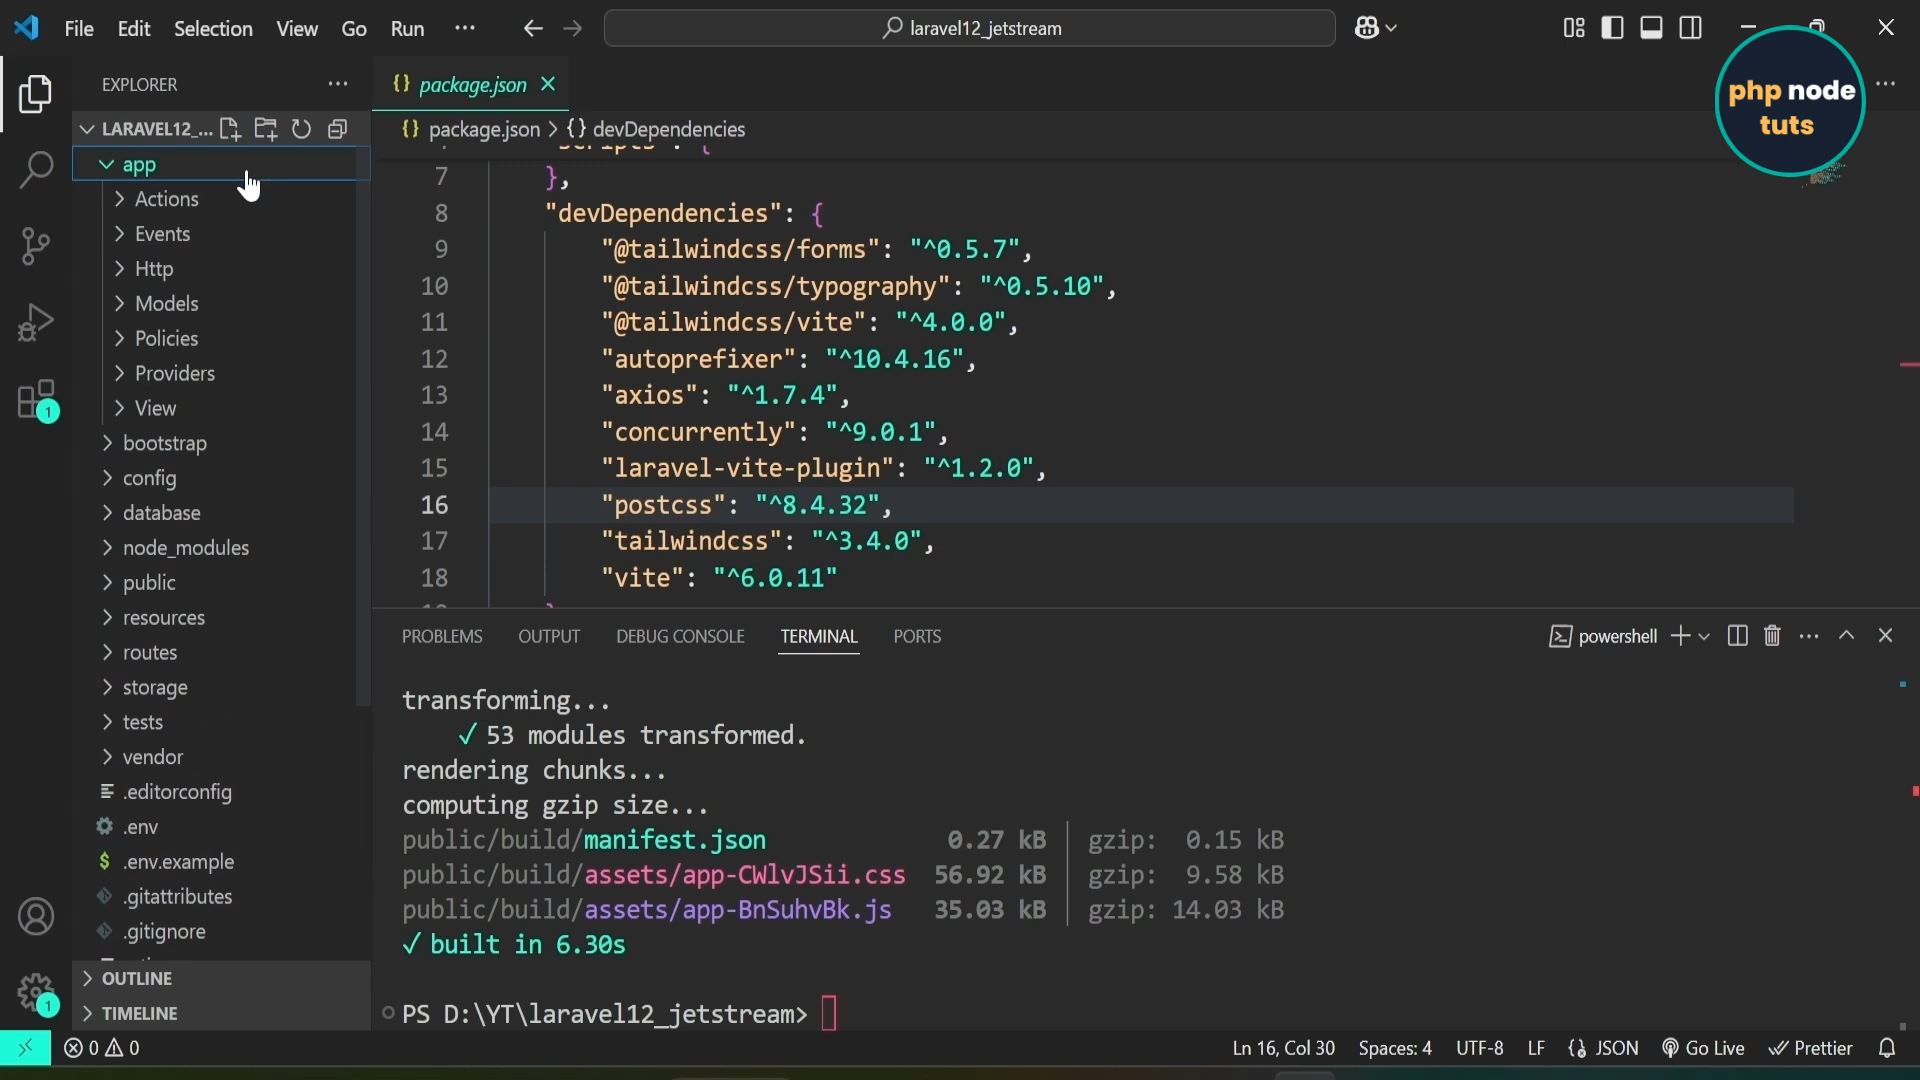 File Edit Selection View Go Run ··· laravel12_jetstream
php node
tuts
EXPLORER
package.json
LARAVEL12_...
package.json > {} devDependencies
app
Actions
Events
Http
Models
Policies
Providers
View
bootstrap
config
database
node_modules
public
resources
routes
storage
tests
vendor
.editorconfig
.env
$ .env.example
.gitattributes
.gitignore
OUTLINE
TIMELINE
"scripts": {
7 },
8 "devDependencies": {
9 "@tailwindcss/forms": "^0.5.7",
10 "@tailwindcss/typography": "^0.5.10",
11 "@tailwindcss/vite": "^4.0.0",
12 "autoprefixer": "^10.4.16",
13 "axios": "^1.7.4",
14 "concurrently": "^9.0.1",
15 "laravel-vite-plugin": "^1.2.0",
16 "postcss": "^8.4.32",
17 "tailwindcss": "^3.4.0",
18 "vite": "^6.0.11"
PROBLEMS OUTPUT DEBUG CONSOLE TERMINAL PORTS powershell
transforming...
✓ 53 modules transformed.
rendering chunks...
computing gzip size...
public/build/manifest.json 0.27 kB │ gzip: 0.15 kB
public/build/assets/app-CWlvJSii.css 56.92 kB │ gzip: 9.58 kB
public/build/assets/app-BnSuhvBk.js 35.03 kB │ gzip: 14.03 kB
✓ built in 6.30s
PS D:\YT\laravel12_jetstream>
1
1
0 0 Ln 16, Col 30 Spaces: 4 UTF-8 LF {} JSON Go Live Prettier